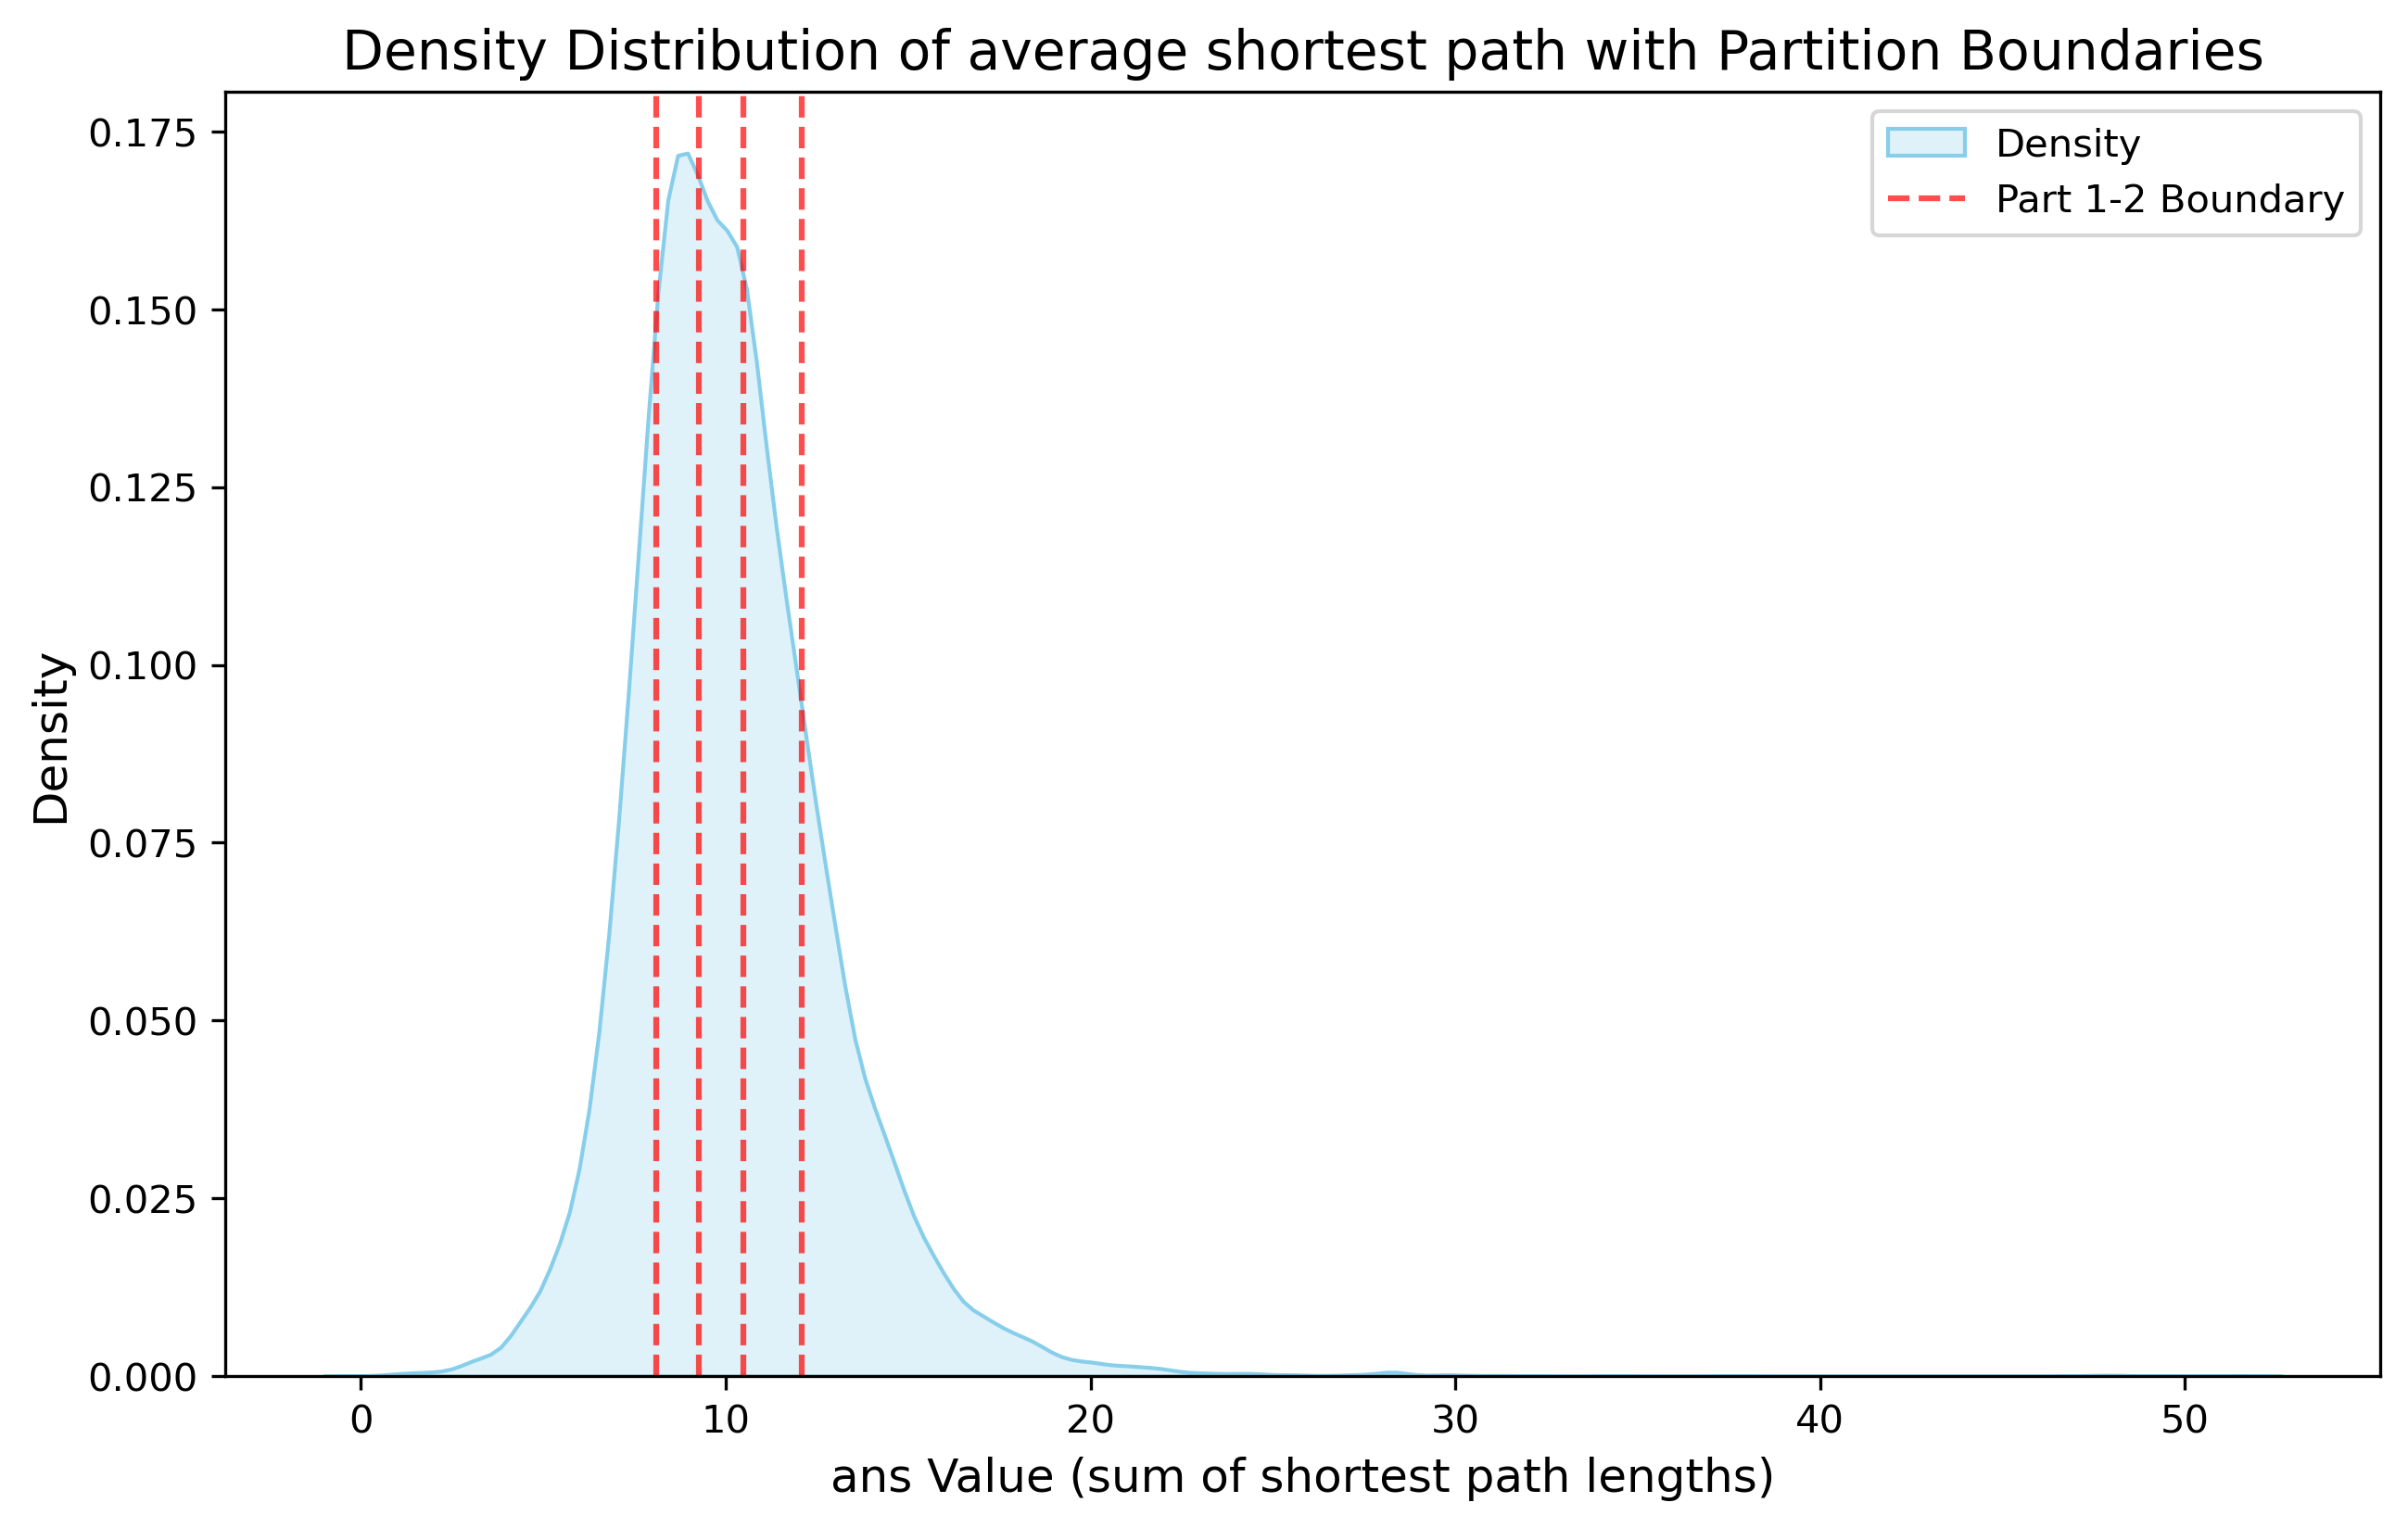 Density Distribution of average shortest path with Partition Boundaries
Density
Part 1-2 Boundary
Density
0.175
0.150
0.125
0.100
0.075
0.050
0.025
0.000
0 10 20 30 40 50
ans Value (sum of shortest path lengths)